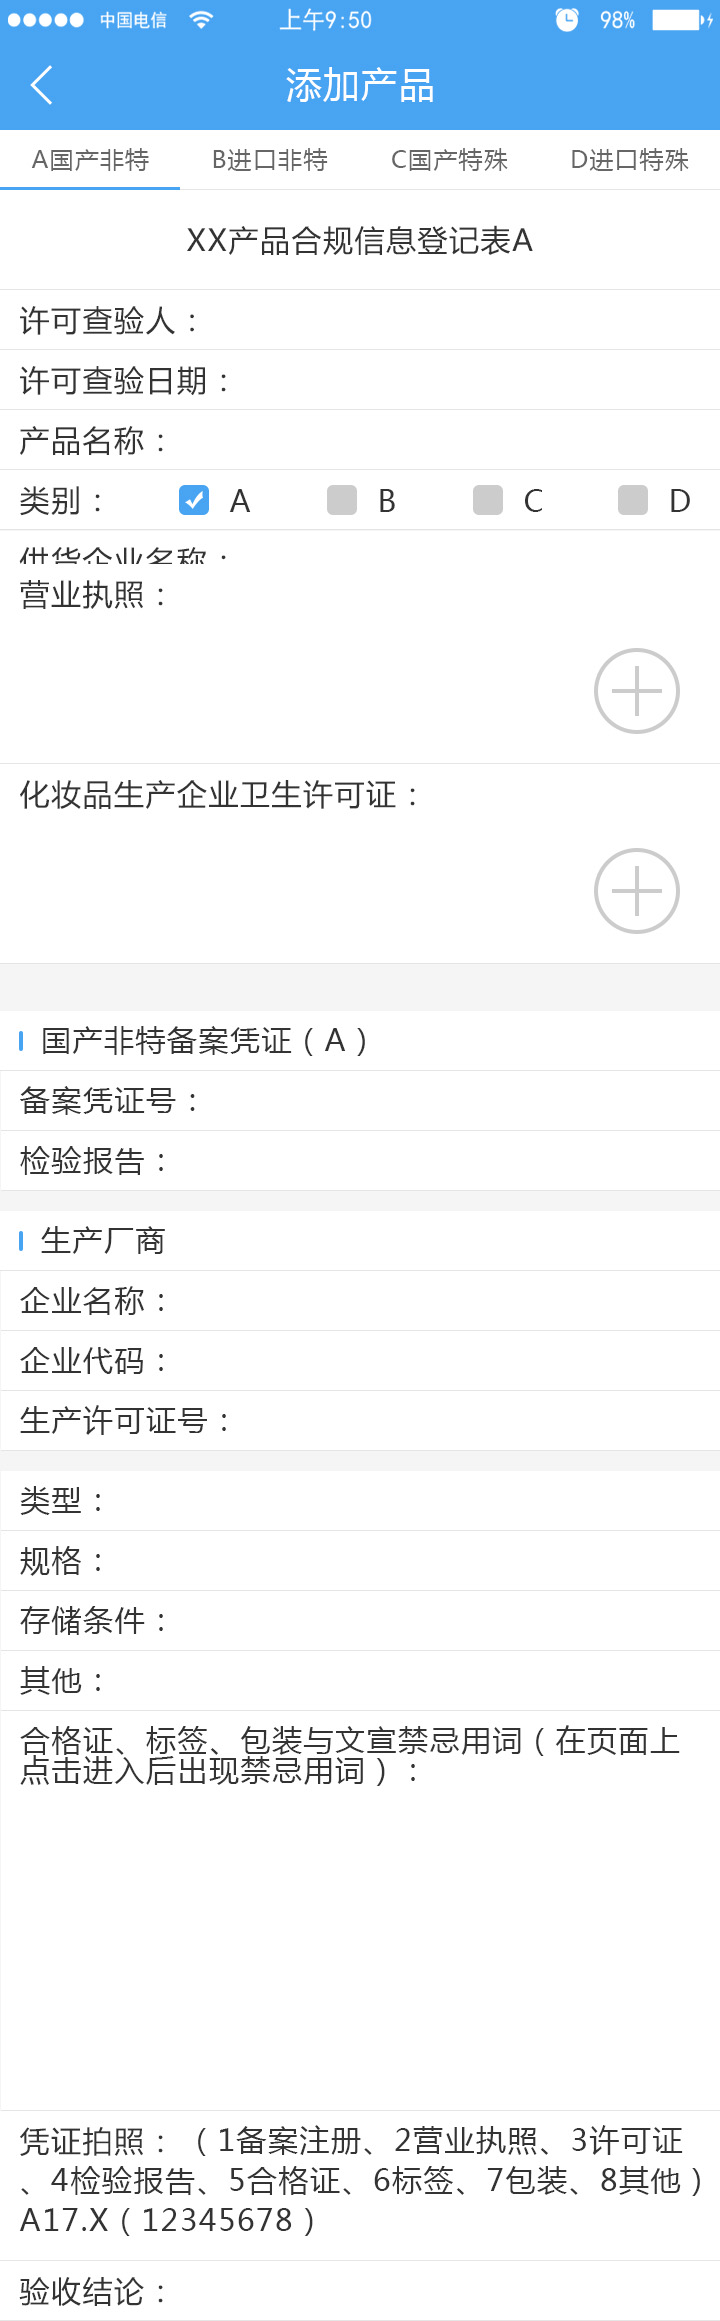 中国电信 上午9:50 98%
添加产品
A国产非特 B进口非特 C国产特殊 D进口特殊
XX产品合规信息登记表A
许可查验人：
许可查验日期：
产品名称：
类别： A B C D
供货企业名称：
营业执照：
化妆品生产企业卫生许可证：
国产非特备案凭证（A）
备案凭证号：
检验报告：
生产厂商
企业名称：
企业代码：
生产许可证号：
类型：
规格：
存储条件：
其他：
合格证、标签、包装与文宣禁忌用词（在页面上
点击进入后出现禁忌用词）：
凭证拍照：（1备案注册、2营业执照、3许可证
、4检验报告、5合格证、6标签、7包装、8其他）
A17.X（12345678）
验收结论：